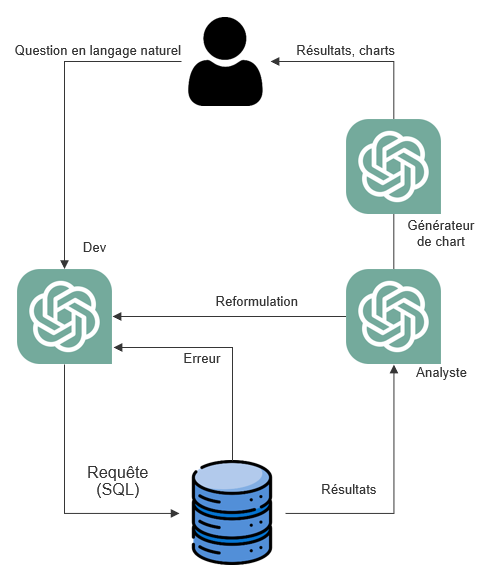 Question en langage naturel
Résultats, charts
Générateur
de chart
Dev
Reformulation
Erreur
Analyste
Requête
(SQL)
Résultats